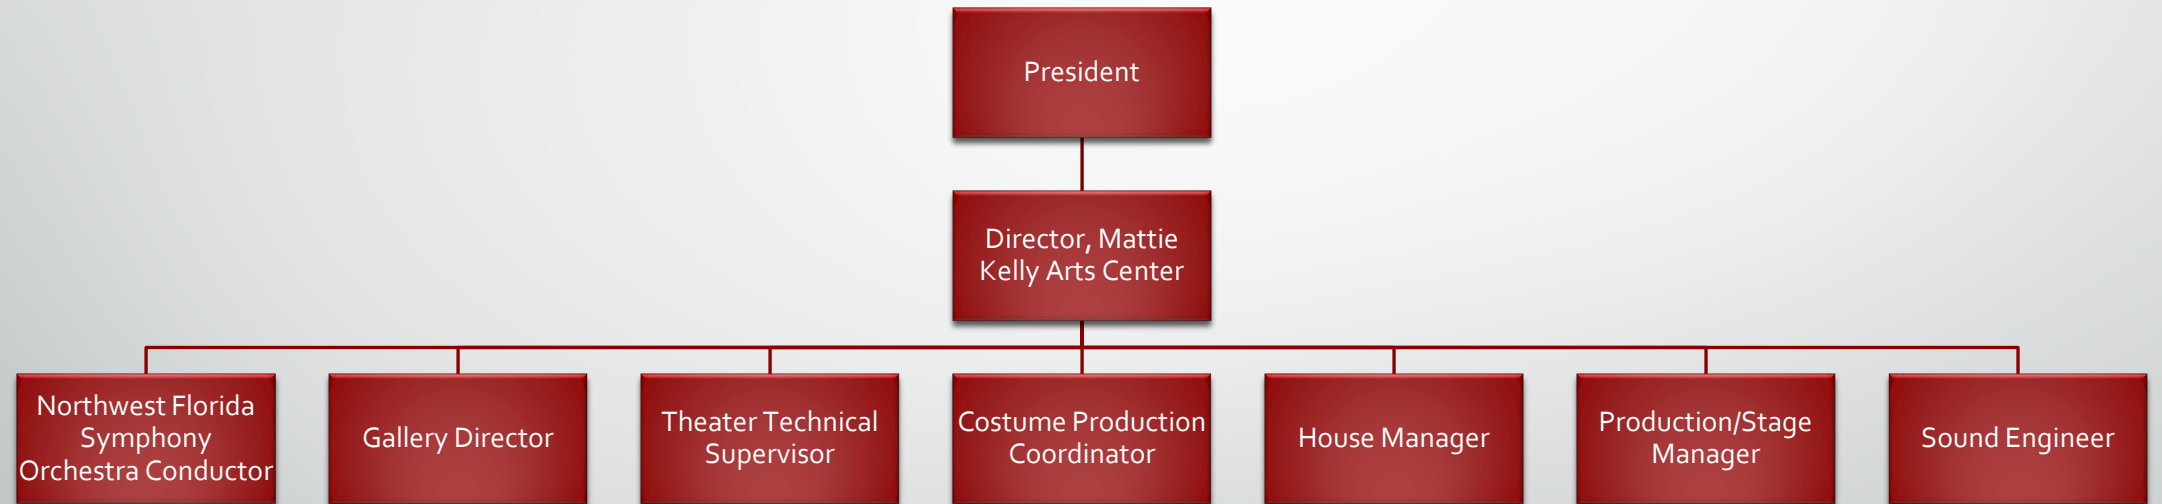 President
Director, Mattie
Kelly Arts Center
Northwest Florida
Symphony
Orchestra Conductor
Gallery Director
Theater Technical
Supervisor
Costume Production
Coordinator
House Manager
Production/Stage
Manager
Sound Engineer